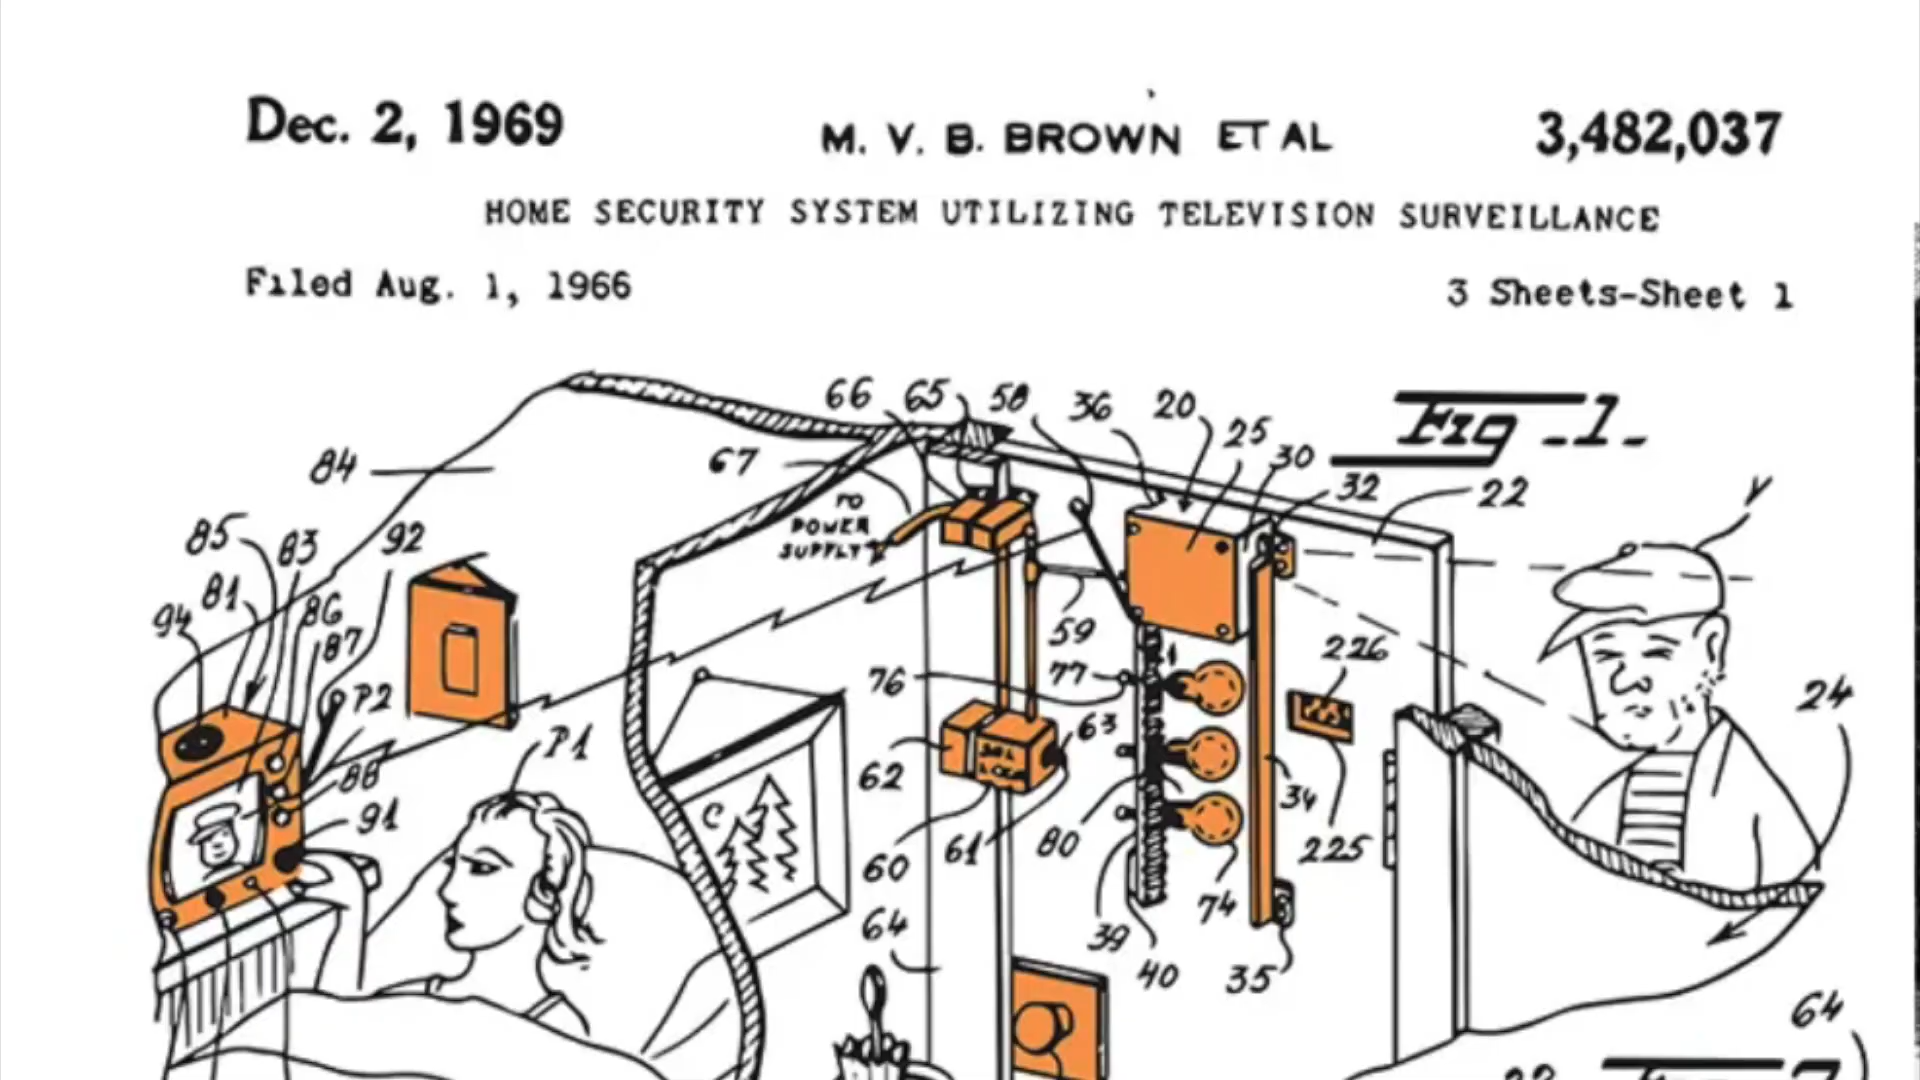 Dec. 2, 1969
M. V. B. BROWN ET AL
3,482,037
HOME SECURITY SYSTEM UTILIZING TELEVISION SURVEILLANCE
Filed Aug. 1, 1966
3 Sheets-Sheet 1
Fig-1-
66 65 58 36 20 25 30 32 22
84 67
TO
POWER
SUPPLY
85 83 92
81 86 87
94
P2 P1
88
91
59
76 77
226
24
63
62
C
34
60 61 80
225
74
64
39 40 35
64